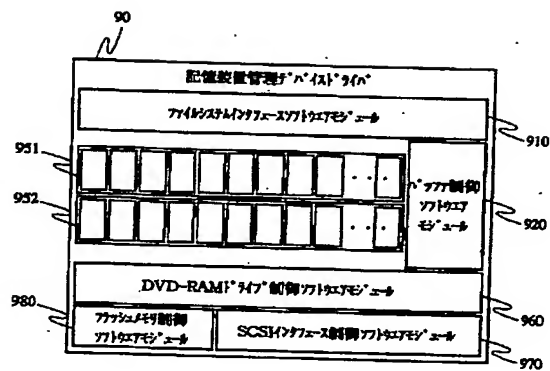 90
記憶装置管理ﾃﾞﾊﾞｲｽﾄﾞﾗｲﾊﾞ
ﾌｧｲﾙｼｽﾃﾑｲﾝﾀﾌｪｰｽｿﾌﾄｳｴｱﾓｼﾞｭｰﾙ
910
951
952
ﾊﾞｯﾌｧ制御
ｿﾌﾄｳｴｱ
ﾓｼﾞｭｰﾙ
920
DVD-RAMﾄﾞﾗｲﾌﾞ制御ｿﾌﾄｳｴｱﾓｼﾞｭｰﾙ
960
980
ﾌﾗｯｼｭﾒﾓﾘ制御
ｿﾌﾄｳｴｱﾓｼﾞｭｰﾙ
SCSIｲﾝﾀﾌｪｰｽ制御ｿﾌﾄｳｴｱﾓｼﾞｭｰﾙ
970